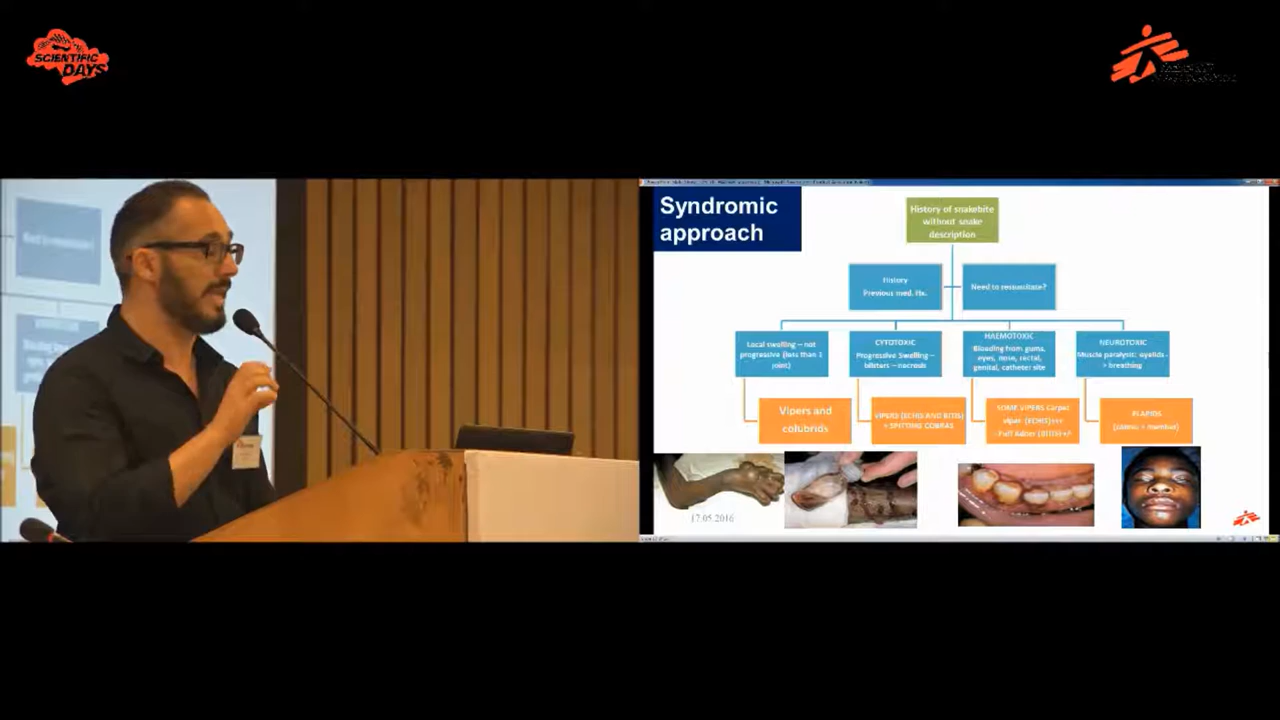 SCIENTIFIC
DAYS
Syndromic
approach
History of snakebite
without snake
description
History
Previous med. Hx.
Need to resuscitate?
Local swelling – not
progressive (less than 1
joint)
CYTOTOXIC
Progressive Swelling –
blisters – necrosis
HAEMOTOXIC
Bleeding from gums,
eyes, nose, rectal,
genital, catheter site
NEUROTOXIC
Muscle paralysis: eyelids -
> breathing
Vipers and
colubrids
VIPERS (ECHIS AND BITIS)
+ SPITTING COBRAS
SOME VIPERS Carpet
viper (ECHIS)+++
Puff Adder (BITIS)+/-
ELAPIDS
17.05.2016